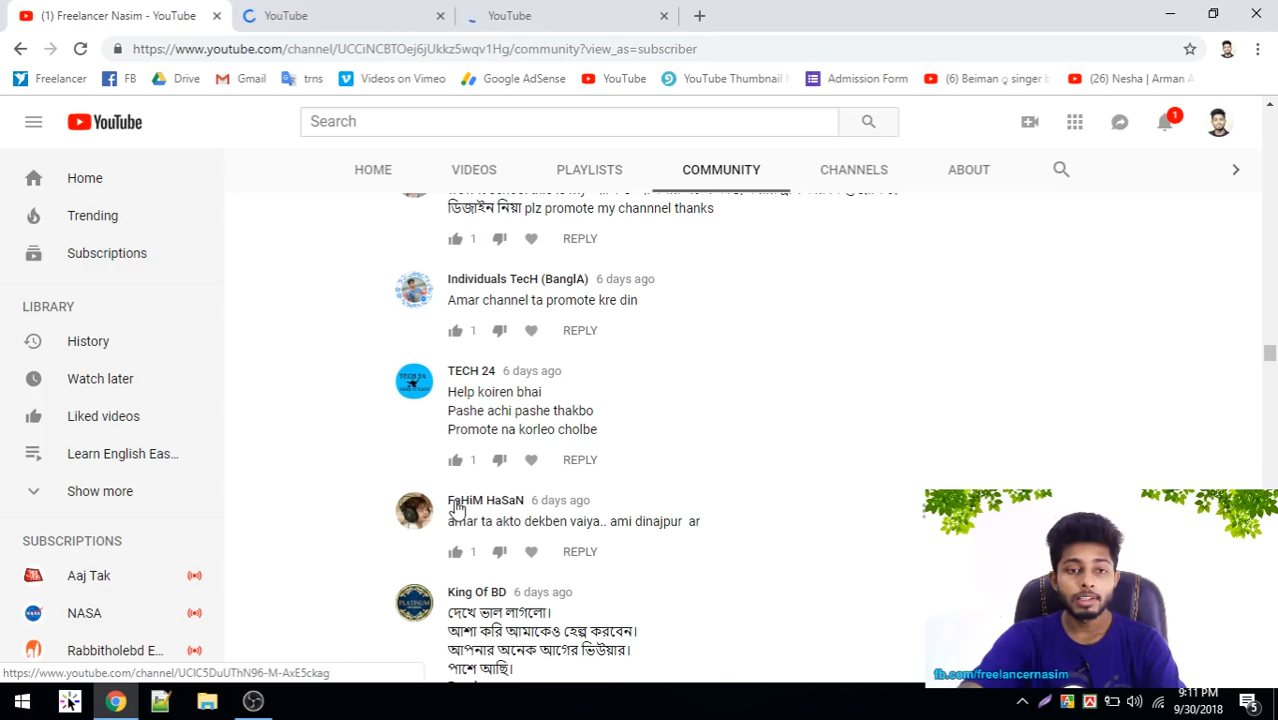 (1) Freelancer Nasim - YouTube
YouTube
YouTube
https://www.youtube.com/channel/UCCiNCBTOej6jUkkz5wqv1Hg/community?view_as=subscriber
Freelancer
FB
Drive
Gmail
trns
Videos on Vimeo
Google AdSense
YouTube
YouTube Thumbnail
Admission Form
(6) Beiman q singer b
(26) Nesha | Arman A
YouTube
Search
1
HOME
VIDEOS
PLAYLISTS
COMMUNITY
CHANNELS
ABOUT
Home
Trending
Subscriptions
LIBRARY
History
Watch later
Liked videos
Learn English Eas...
Show more
SUBSCRIPTIONS
Aaj Tak
NASA
Rabbitholebd E...
ডিজাইন নিয়া plz promote my channnel thanks
1 REPLY
Individuals TecH (BanglA) 6 days ago
Amar channel ta promote kre din
1 REPLY
TECH 24 6 days ago
Help koiren bhai
Pashe achi pashe thakbo
Promote na korleo cholbe
1 REPLY
FaHiM HaSaN 6 days ago
amar ta akto dekben vaiya.. ami dinajpur ar
1 REPLY
King Of BD 6 days ago
দেখে ভাল লাগলো।
আশা করি আমাকেও হেল্প করবেন।
আপনার অনেক আগের ভিউয়ার।
পাশে আছি।
fb.com/freelancernasim
https://www.youtube.com/channel/UCIC5DuUThN96-M-AxE5ckag
9:11 PM
9/30/2018
5